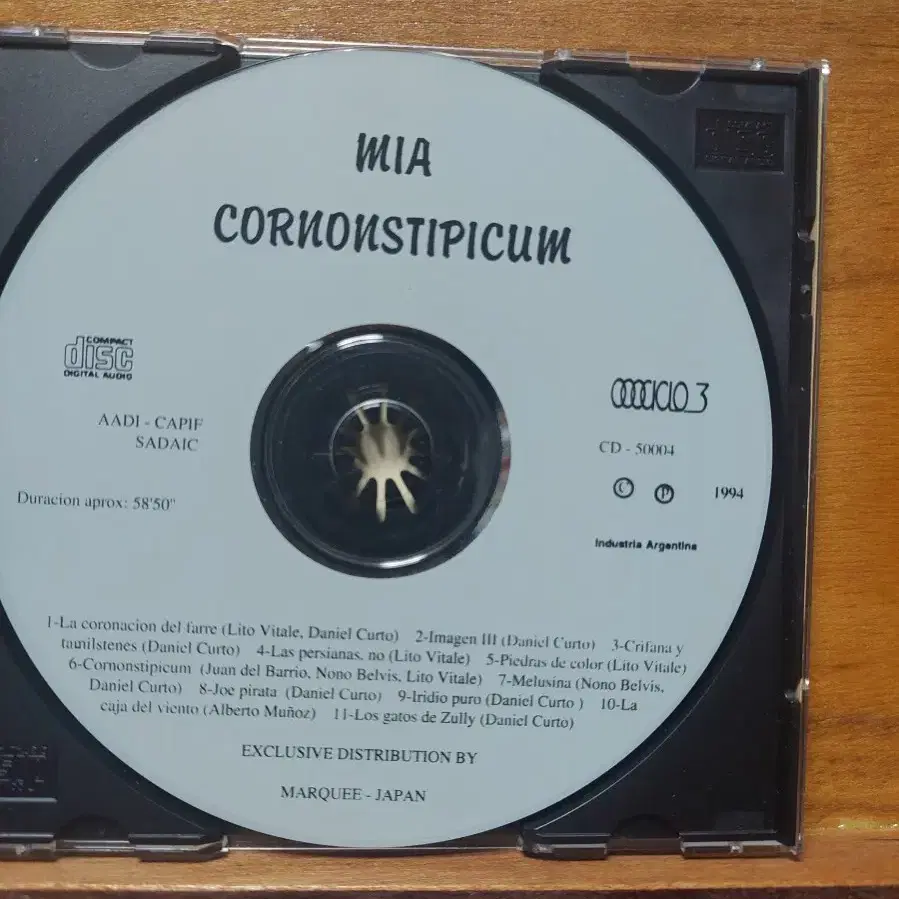 MIA
CORNONSTIPICUM
COMPACT
disc
DIGITAL AUDIO
AADI - CAPIF
SADAIC
Duracion aprox: 58'50"
ciclo 3
CD - 50004
© ℗ 1994
Industria Argentina
1-La coronacion del farre (Lito Vitale, Daniel Curto) 2-Imagen III (Daniel Curto) 3-Crifana y
tamilstenes (Daniel Curto) 4-Las persianas, no (Lito Vitale) 5-Piedras de color (Lito Vitale)
6-Cornonstipicum (Juan del Barrio, Nono Belvis, Lito Vitale) 7-Melusina (Nono Belvis,
Daniel Curto) 8-Joe pirata (Daniel Curto) 9-Iridio puro (Daniel Curto ) 10-La
caja del viento (Alberto Muñoz) 11-Los gatos de Zully (Daniel Curto)
EXCLUSIVE DISTRIBUTION BY
MARQUEE - JAPAN